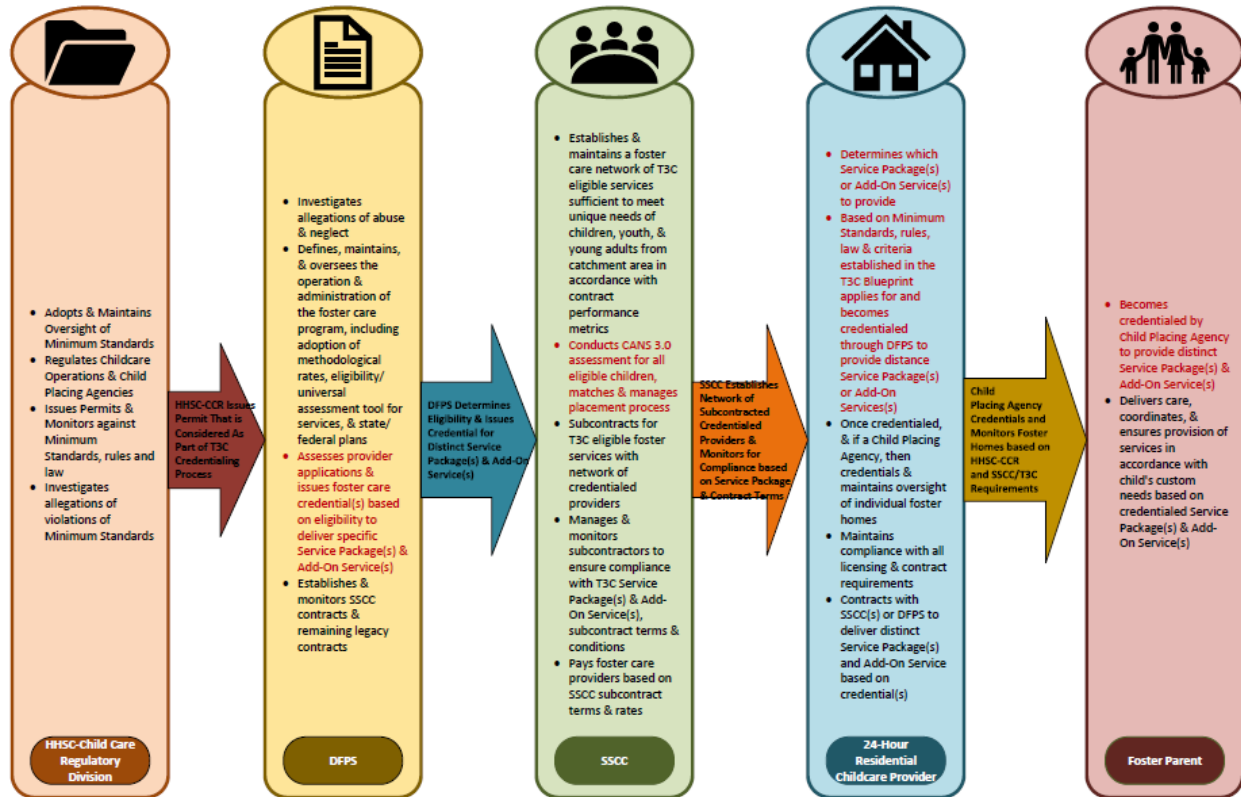 • Adopts & Maintains
Oversight of
Minimum Standards
• Regulates Childcare
Operations & Child
Placing Agencies
• Issues Permits &
Monitors against
Minimum
Standards, rules and
law
• Investigates
allegations of
violations of
Minimum Standards
HHSC-Child Care
Regulatory
Division
HHSC-CCR Issues
Permit That is
Considered As
Part of T3C
Credentialing
Process
• Investigates
allegations of abuse
& neglect
• Defines, maintains,
& oversees the
operation &
administration of
the foster care
program, including
adoption of
methodological
rates, eligibility/
universal
assessment tool for
services, & state/
federal plans
• Assesses provider
applications &
issues foster care
credential(s) based
on eligibility to
deliver specific
Service Package(s) &
Add-On Service(s)
• Establishes &
monitors SSCC
contracts &
remaining legacy
contracts
DFPS
DFPS Determines
Eligibility & Issues
Credential for
Distinct Service
Package(s) & Add-On
Service(s)
• Establishes &
maintains a foster
care network of T3C
eligible services
sufficient to meet
unique needs of
children, youth, &
young adults from
catchment area in
accordance with
contract
performance
metrics
• Conducts CANS 3.0
assessment for all
eligible children,
matches & manages
placement process
• Subcontracts for
T3C eligible foster
services with
network of
credentialed
providers
• Manages &
monitors
subcontractors to
ensure compliance
with T3C Service
Package(s) & Add-
On Service(s),
subcontract terms &
conditions
• Pays foster care
providers based on
SSCC subcontract
terms & rates
SSCC
SSCC Establishes
Network of
Subcontracted
Credentialed
Providers &
Monitors for
Compliance based
on Service Package
& Contract Terms
• Determines which
Service Package(s)
or Add-On Service(s)
to provide
• Based on Minimum
Standards, rules,
law & criteria
established in the
T3C Blueprint
applies for and
becomes
credentialed
through DFPS to
provide distance
Service Package(s)
or Add-On
Services(s)
• Once credentialed,
& if a Child Placing
Agency, then
credentials &
maintains oversight
of individual foster
homes
• Maintains
compliance with all
licensing & contract
requirements
• Contracts with
SSCC(s) or DFPS to
deliver distinct
Service Package(s)
and Add-On Service
based on
credential(s)
24-Hour
Residential
Childcare Provider
Child
Placing Agency
Credentials and
Monitors Foster
Homes based on
HHSC-CCR
and SSCC/T3C
Requirements
• Becomes
credentialed by
Child Placing Agency
to provide distinct
Service Package(s) &
Add-On Service(s)
• Delivers care,
coordinates, &
ensures provision of
services in
accordance with
child's custom
needs based on
credentialed Service
Package(s) & Add-
On Service(s)
Foster Parent